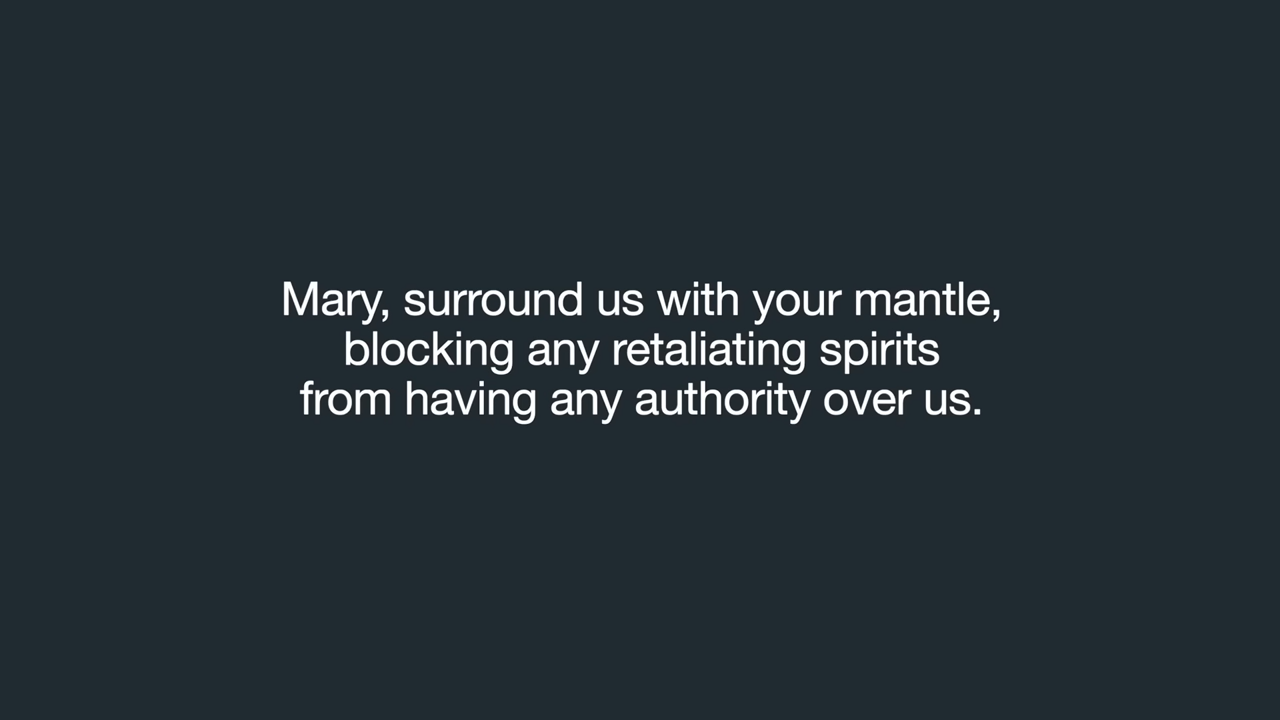 Mary, surround us with your mantle,
blocking any retaliating spirits
from having any authority over us.